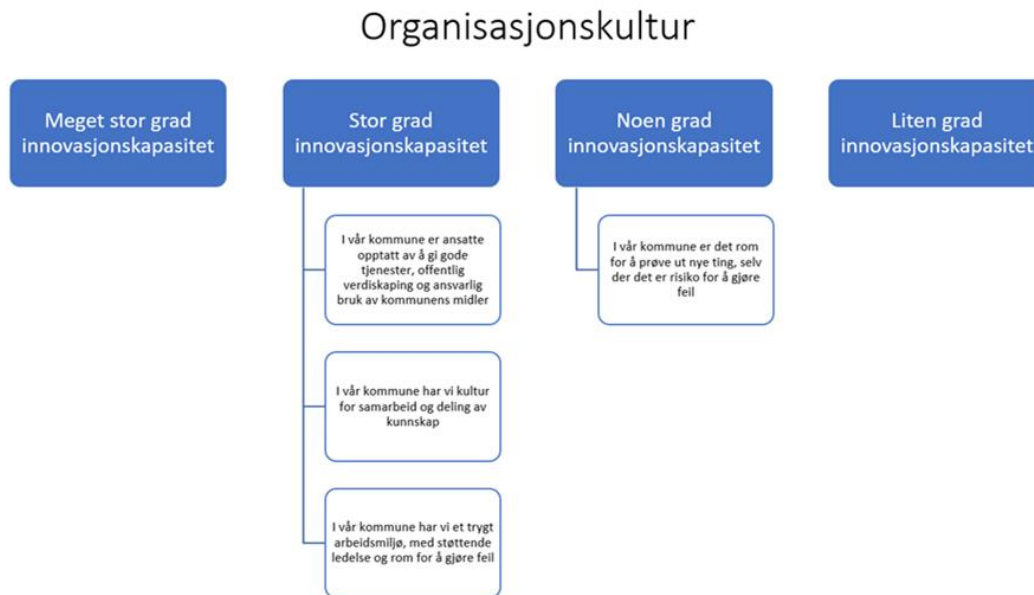 Organisasjonskultur
Meget stor grad
innovasjonskapasitet
Stor grad
innovasjonskapasitet
I vår kommune er ansatte
opptatt av å gi gode
tjenester, offentlig
verdiskaping og ansvarlig
bruk av kommunens midler
I vår kommune har vi kultur
for samarbeid og deling av
kunnskap
I vår kommune har vi et trygt
arbeidsmiljø, med støttende
ledelse og rom for å gjøre feil
Noen grad
innovasjonskapasitet
I vår kommune er det rom
for å prøve ut nye ting, selv
der det er risiko for å gjøre
feil
Liten grad
innovasjonskapasitet